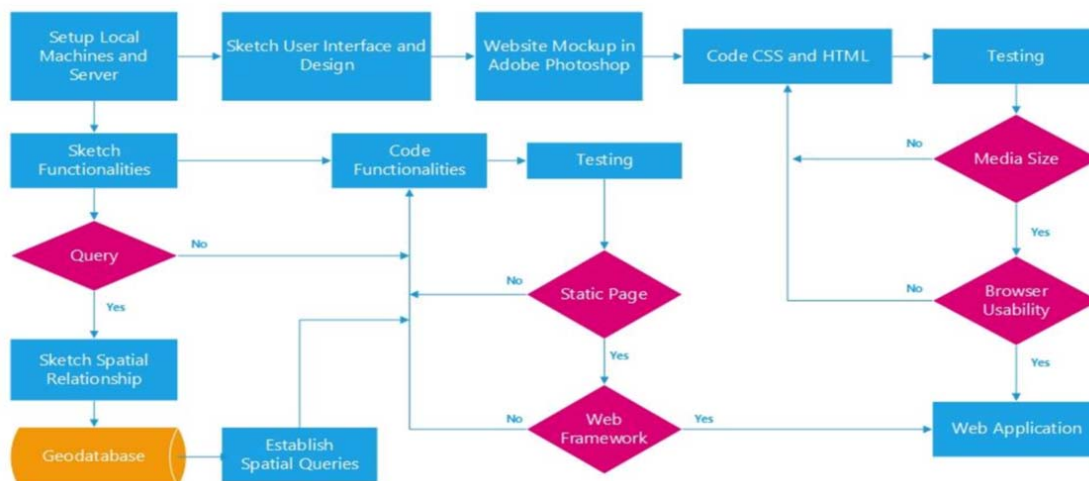 Setup Local
Machines and
Server
Sketch User Interface and
Design
Website Mockup in
Adobe Photoshop
Code CSS and HTML
Testing
Sketch
Functionalities
Code
Functionalities
Testing
No
Media Size
Query
No
Yes
No
Static Page
No
Browser
Usability
Yes
Sketch Spatial
Relationship
Yes
Yes
Geodatabase
Establish
Spatial Queries
No
Web
Framework
Yes
Web Application